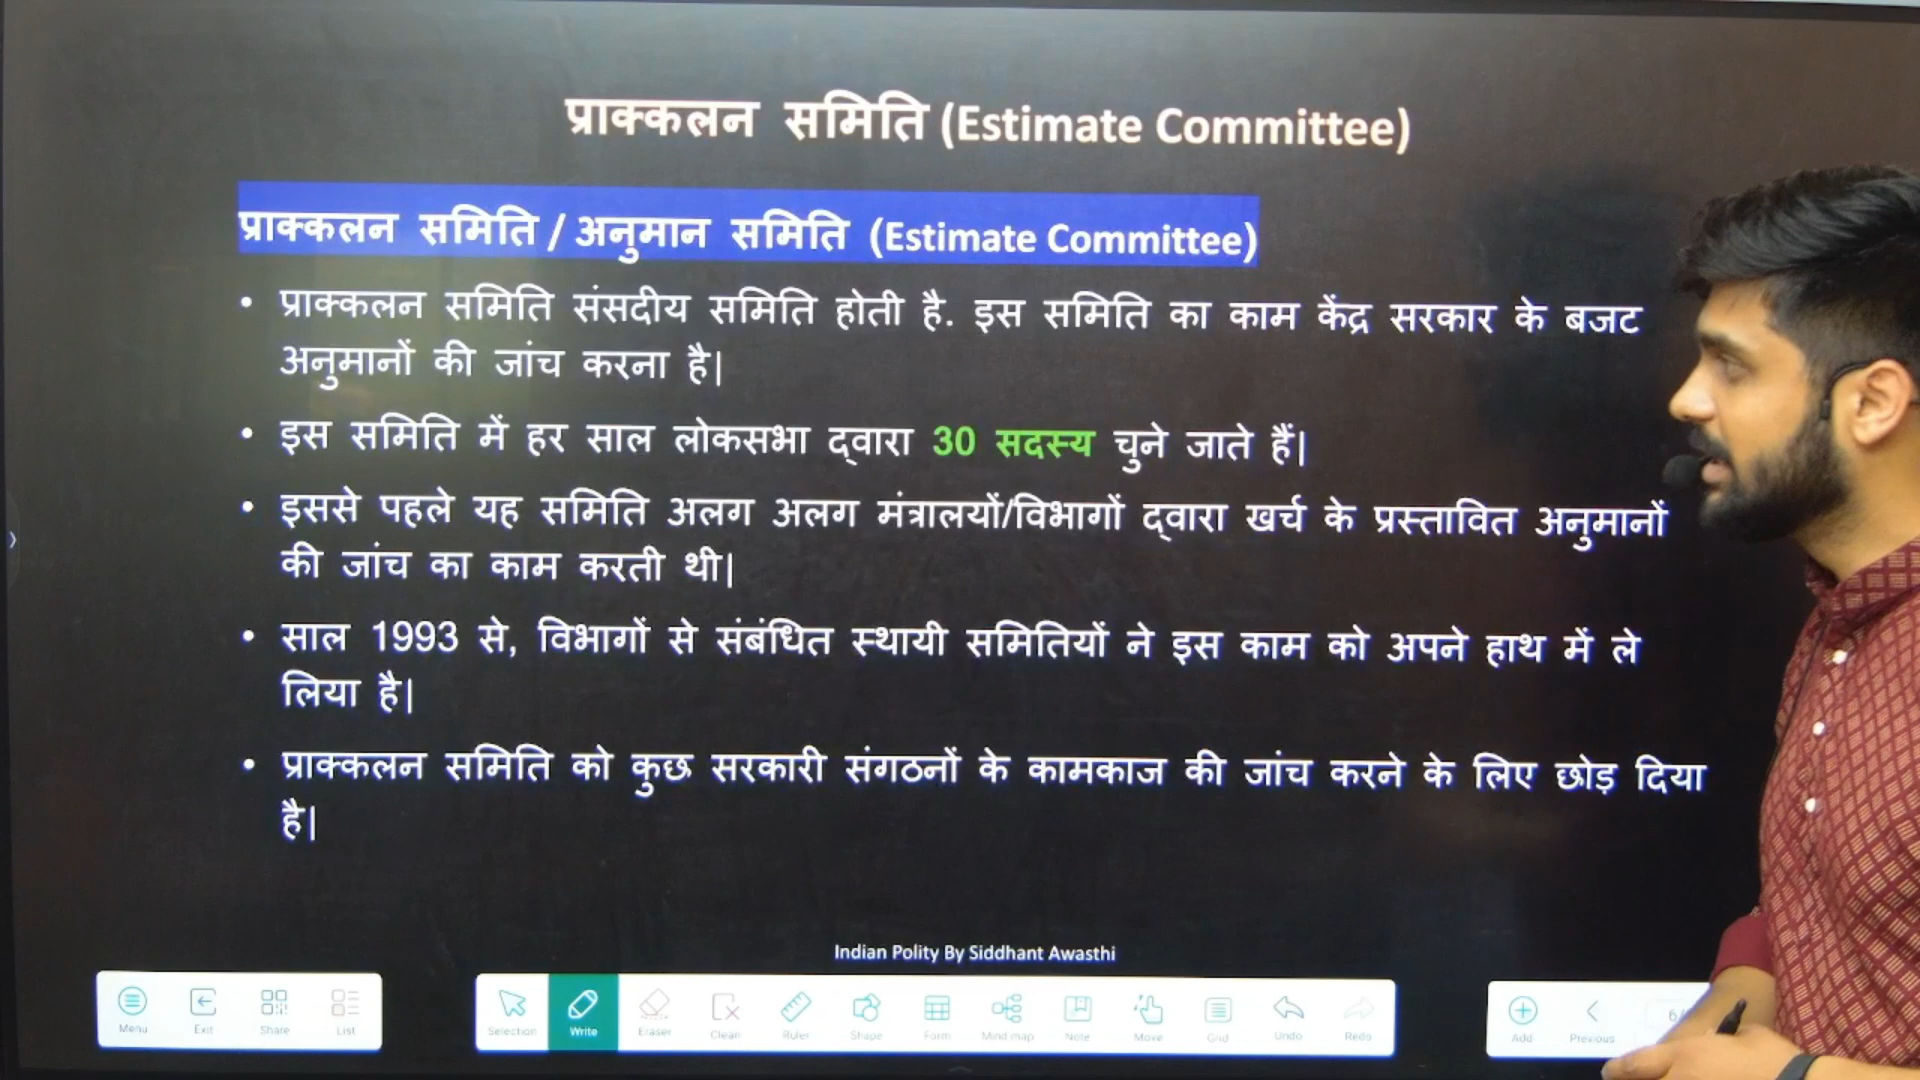 प्राक्कलन समिति (Estimate Committee)
प्राक्कलन समिति / अनुमान समिति (Estimate Committee)
• प्राक्कलन समिति संसदीय समिति होती है. इस समिति का काम केंद्र सरकार के बजट
अनुमानों की जांच करना है|
• इस समिति में हर साल लोकसभा द्वारा 30 सदस्य चुने जाते हैं|
• इससे पहले यह समिति अलग अलग मंत्रालयों/विभागों द्वारा खर्च के प्रस्तावित अनुमानों
की जांच का काम करती थी|
• साल 1993 से, विभागों से संबंधित स्थायी समितियों ने इस काम को अपने हाथ में ले
लिया है|
• प्राक्कलन समिति को कुछ सरकारी संगठनों के कामकाज की जांच करने के लिए छोड़ दिया
है|
Indian Polity By Siddhant Awasthi
Menu Exit Share List Selection Write Eraser Clean Ruler Shape Form Mind map Note Move Grid Undo Redo Add Previous